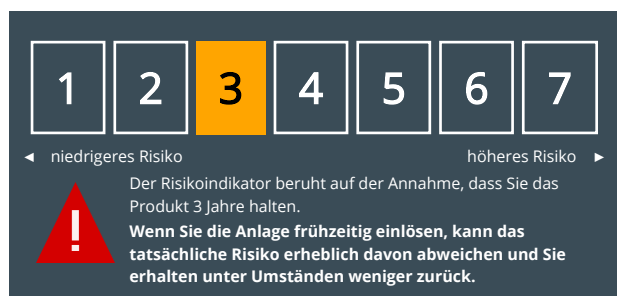 1 2 3 4 5 6 7
◄ niedrigeres Risiko höheres Risiko ►
Der Risikoindikator beruht auf der Annahme, dass Sie das
Produkt 3 Jahre halten.
! Wenn Sie die Anlage frühzeitig einlösen, kann das
tatsächliche Risiko erheblich davon abweichen und Sie
erhalten unter Umständen weniger zurück.